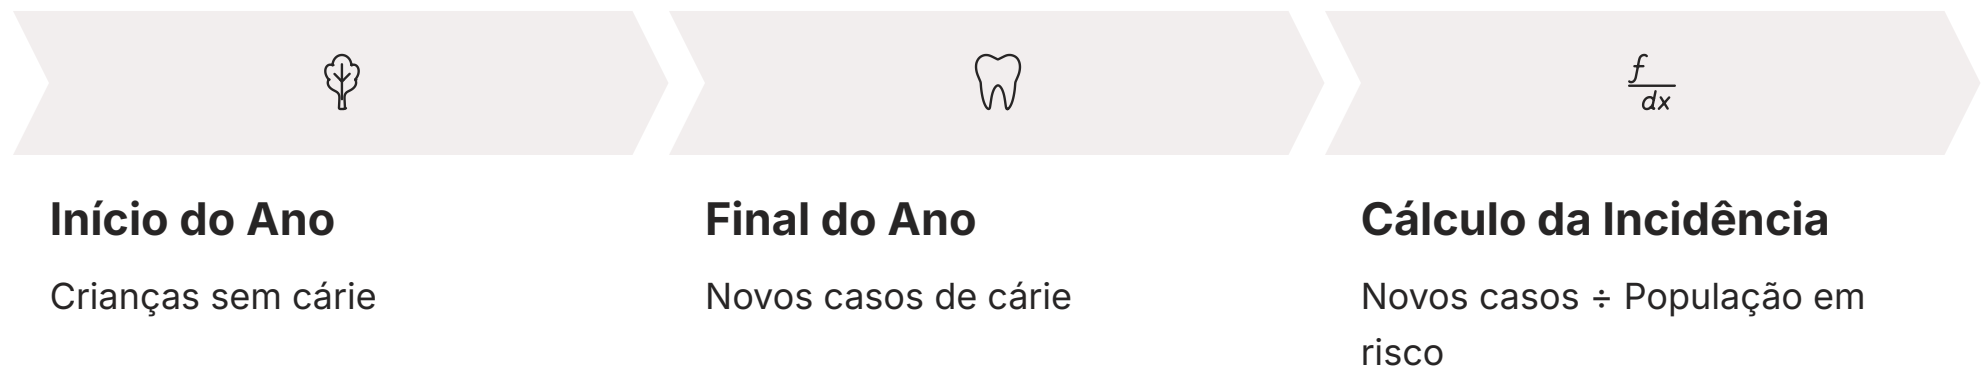 f
dx
Início do Ano
Crianças sem cárie
Final do Ano
Novos casos de cárie
Cálculo da Incidência
Novos casos ÷ População em
risco